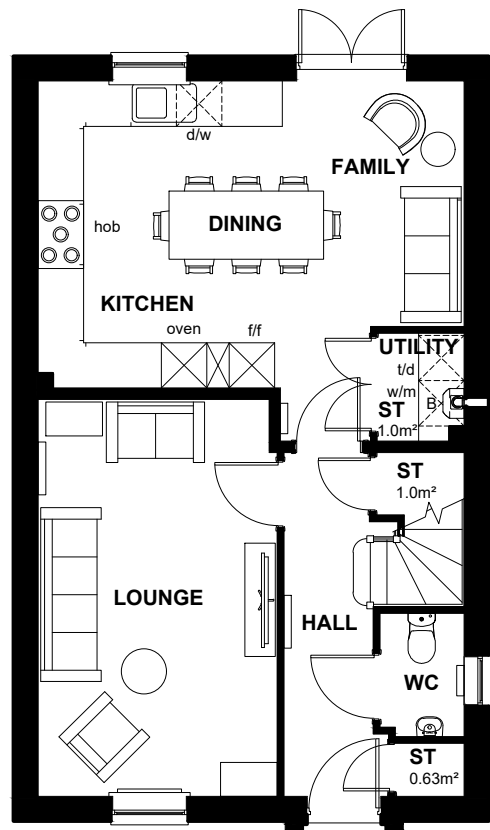 d/w
FAMILY
hob
DINING
KITCHEN
oven
f/f
UTILITY
t/d
w/m
B
ST
1.0m²
ST
1.0m²
LOUNGE
HALL
WC
ST
0.63m²